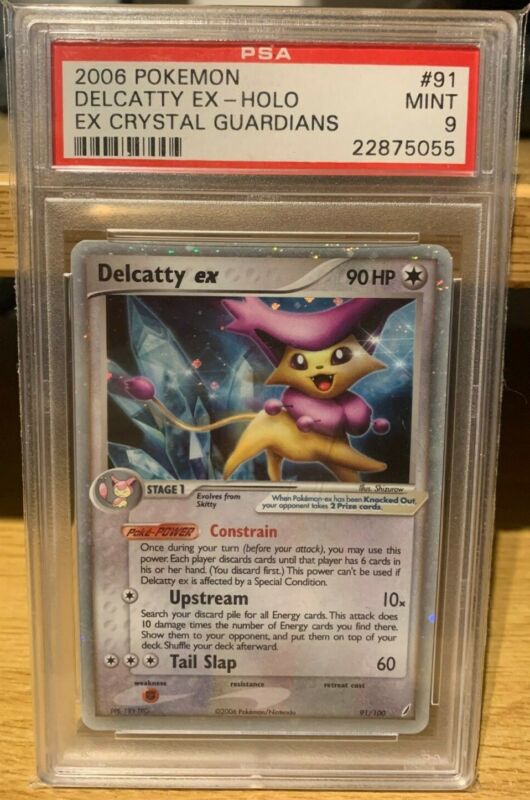 PSA
2006 POKEMON #91
DELCATTY EX - HOLO MINT
EX CRYSTAL GUARDIANS 9
22875055
Delcatty ex 90 HP
Illus. Shizurow
STAGE 1
Evolves from
Skitty
When Pokémon-ex has been Knocked Out,
your opponent takes 2 Prize cards.
Poké-POWER Constrain
Once during your turn (before your attack), you may use this
power. Each player discards cards until that player has 6 cards in
his or her hand. (You discard first.) This power can't be used if
Delcatty ex is affected by a Special Condition.
Upstream 10x
Search your discard pile for all Energy cards. This attack does
10 damage times the number of Energy cards you find there.
Show them to your opponent, and put them on top of your
deck. Shuffle your deck afterward.
Tail Slap 60
weakness resistance retreat cost
©2006 Pokémon/Nintendo 91/100